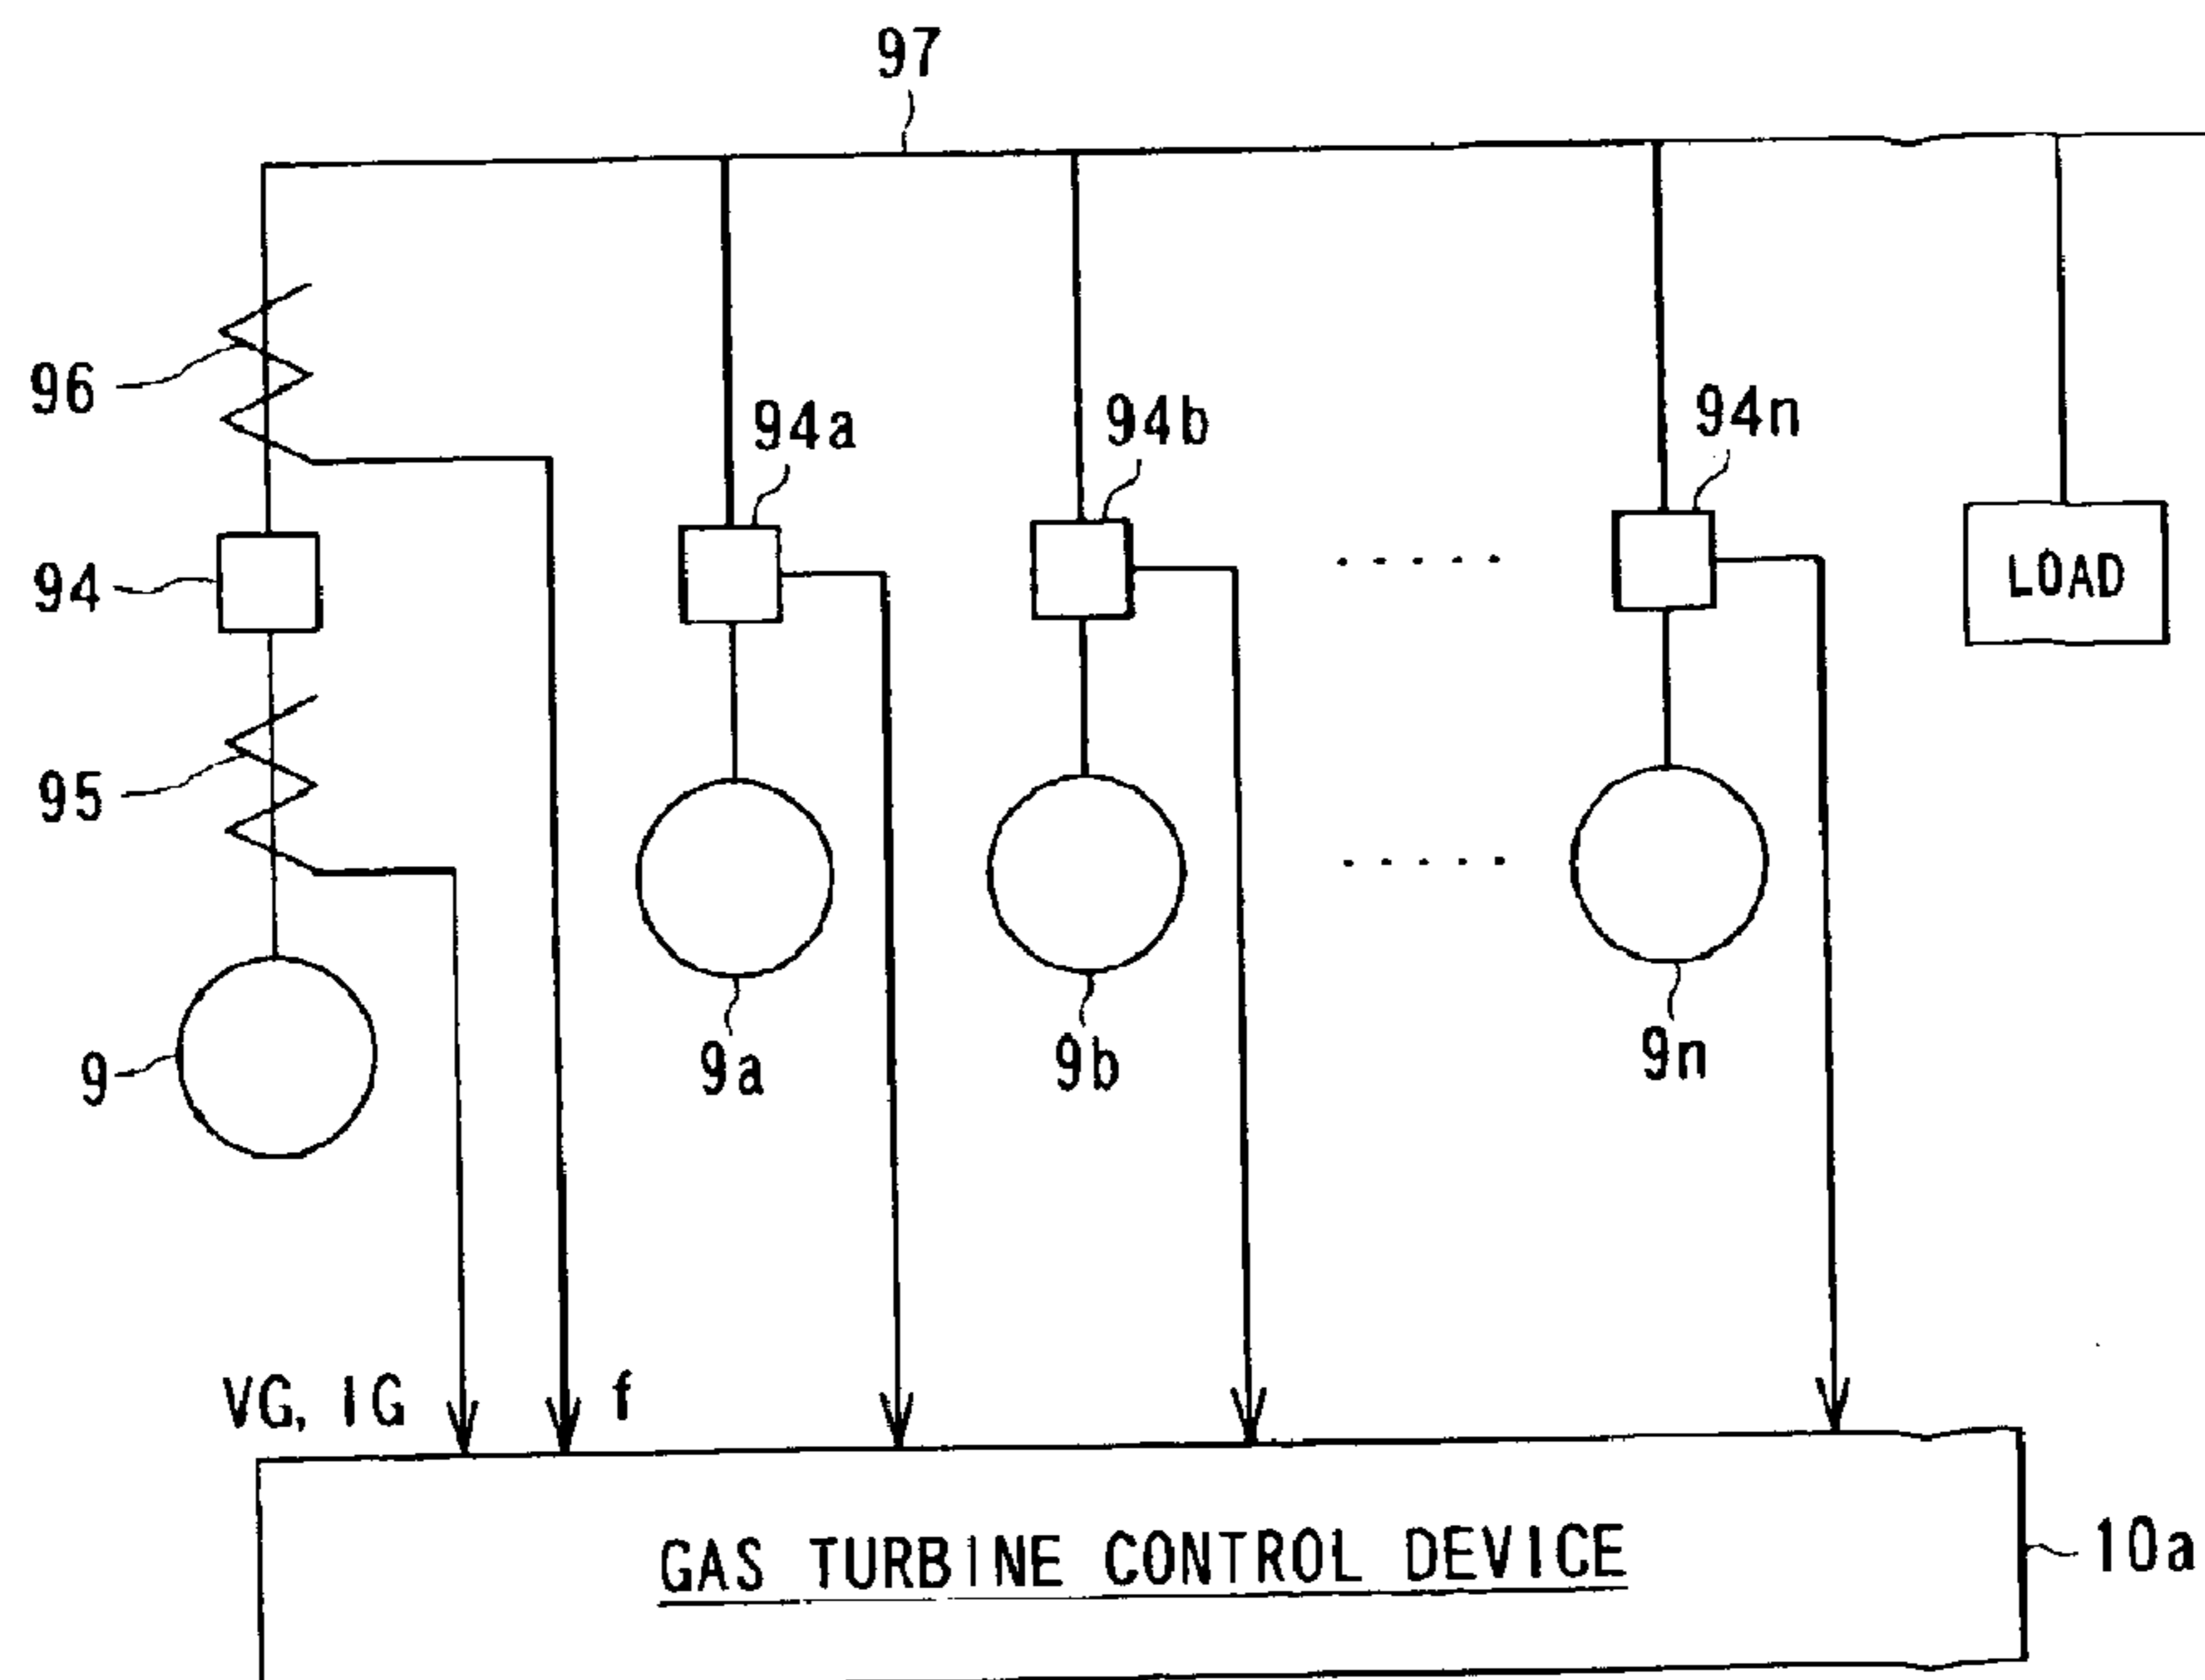 97
96
94a
94b
94n
94
LOAD
95
9
9a
9b
9n
VG, IG
f
GAS TURBINE CONTROL DEVICE
10a